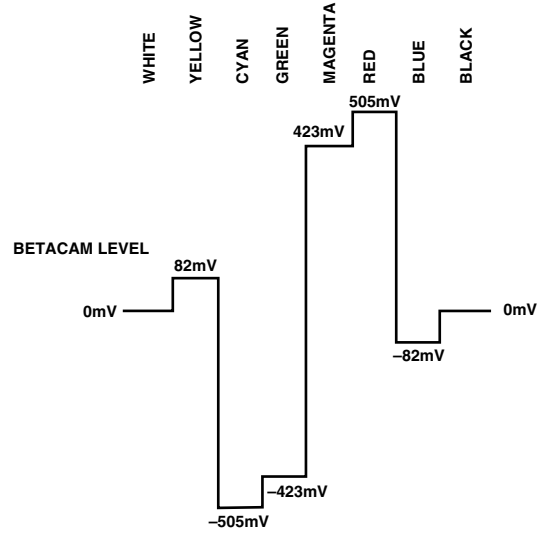 WHITE
YELLOW
CYAN
GREEN
MAGENTA
RED
BLUE
BLACK
505mV
423mV
BETACAM LEVEL
82mV
0mV
0mV
–82mV
–423mV
–505mV